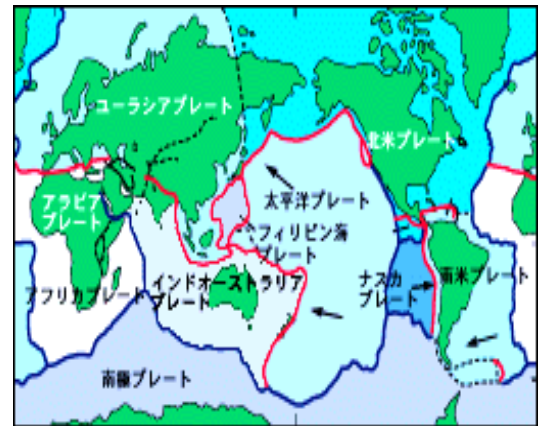 ユーラシアプレート
北米プレート
アラビア
プレート
太平洋プレート
フィリピン海
プレート
アフリカプレート
インドオーストラリア
プレート
ナスカ
プレート
南米プレート
南極プレート